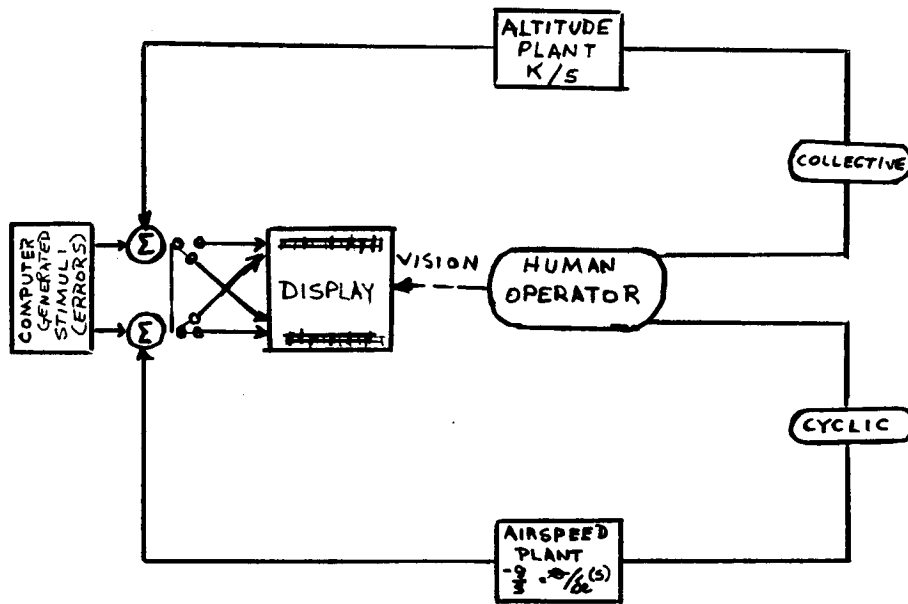 ALTITUDE
PLANT
K/S
COLLECTIVE
COMPUTER
GENERATED
STIMULI
(ERRORS)
Σ
Σ
DISPLAY
VISION
HUMAN
OPERATOR
CYCLIC
AIRSPEED
PLANT